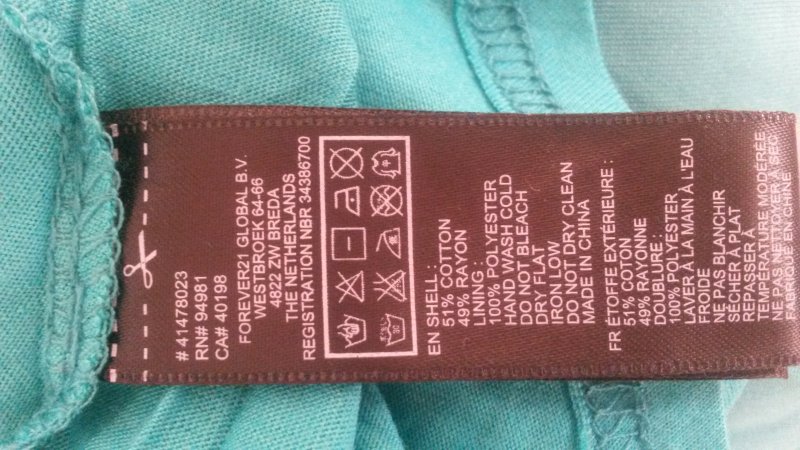 # 41478023
RN# 94981
CA# 40198
FOREVER21 GLOBAL B.V.
WESTBROEK 64-66
4822 ZW BREDA
THE NETHERLANDS
REGISTRATION NBR 34386700
EN SHELL :
51% COTTON
49% RAYON
LINING :
100% POLYESTER
HAND WASH COLD
DO NOT BLEACH
DRY FLAT
IRON LOW
DO NOT DRY CLEAN
MADE IN CHINA
FR ÉTOFFE EXTÉRIEURE :
51% COTON
49% RAYONNE
DOUBLURE :
100% POLYESTER
LAVER À LA MAIN À L'EAU
FROIDE
NE PAS BLANCHIR
SÉCHER À PLAT
REPASSER À
TEMPÉRATURE MODÉRÉE
NE PAS NETTOYER À SEC
FABRIQUÉ EN CHINE